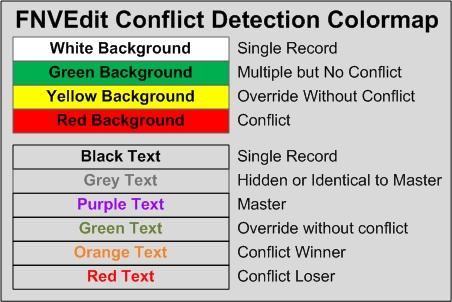 FNVEdit Conflict Detection Colormap
White Background Single Record
Green Background Multiple but No Conflict
Yellow Background Override Without Conflict
Red Background Conflict
Black Text Single Record
Grey Text Hidden or Identical to Master
Purple Text Master
Green Text Override without conflict
Orange Text Conflict Winner
Red Text Conflict Loser